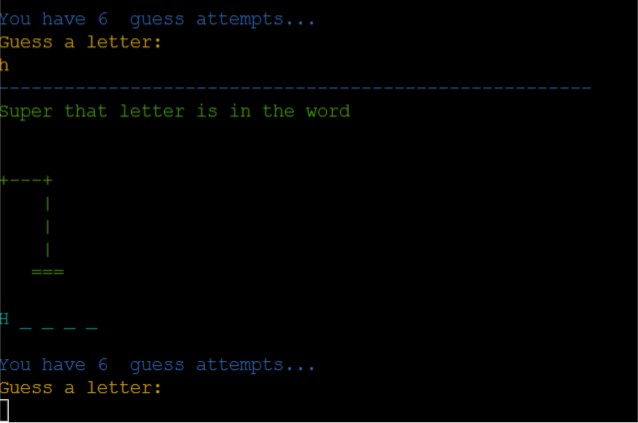 You have 6  guess attempts...
Guess a letter:
h
------------------------------------------------------
Super that letter is in the word
+---+
    |
    |
    |
   ===
H _ _ _ _
You have 6  guess attempts...
Guess a letter: